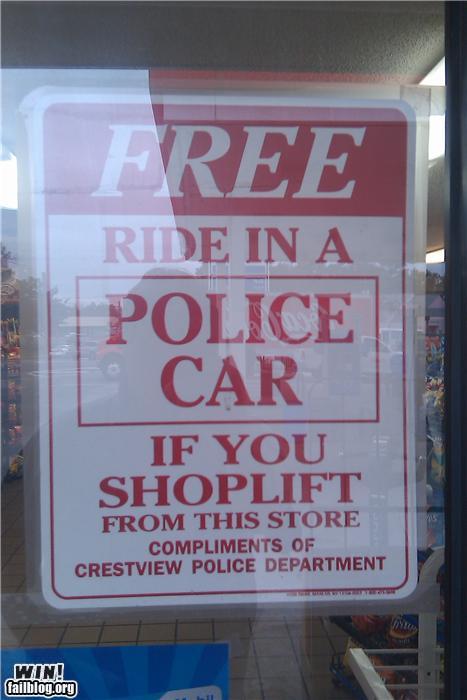 FREE
RIDE IN A
POLICE
CAR
IF YOU
SHOPLIFT
FROM THIS STORE
COMPLIMENTS OF
CRESTVIEW POLICE DEPARTMENT
Fritos
WIN!
failblog.org